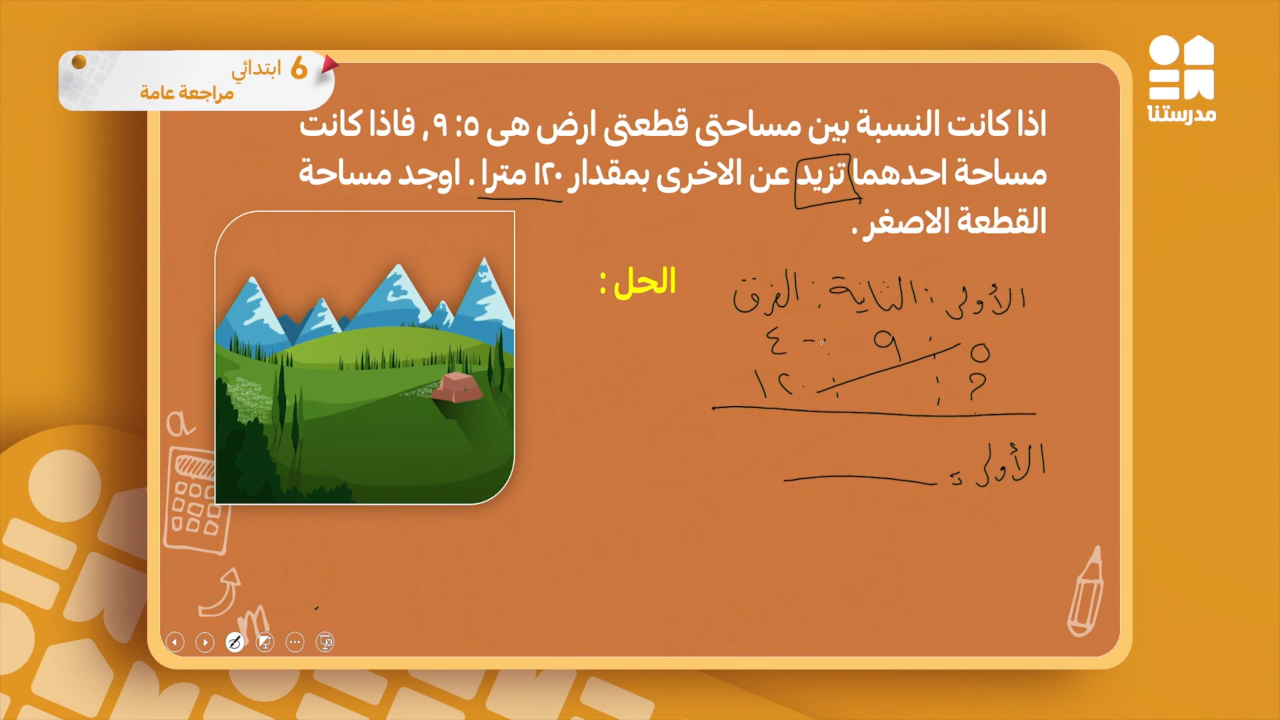 مدرستنا
6 ابتدائي
مراجعة عامة
اذا كانت النسبة بين مساحتى قطعتى ارض هى ٥: ٩, فاذا كانت
مساحة احدهما تزيد عن الاخرى بمقدار ١٢٠ مترا . اوجد مساحة
القطعة الاصغر .
الحل :
الأولى : الثانية : الفرق
٥ : ٩ : ٤
؟ : : ١٢٠
الأولى =
a
m